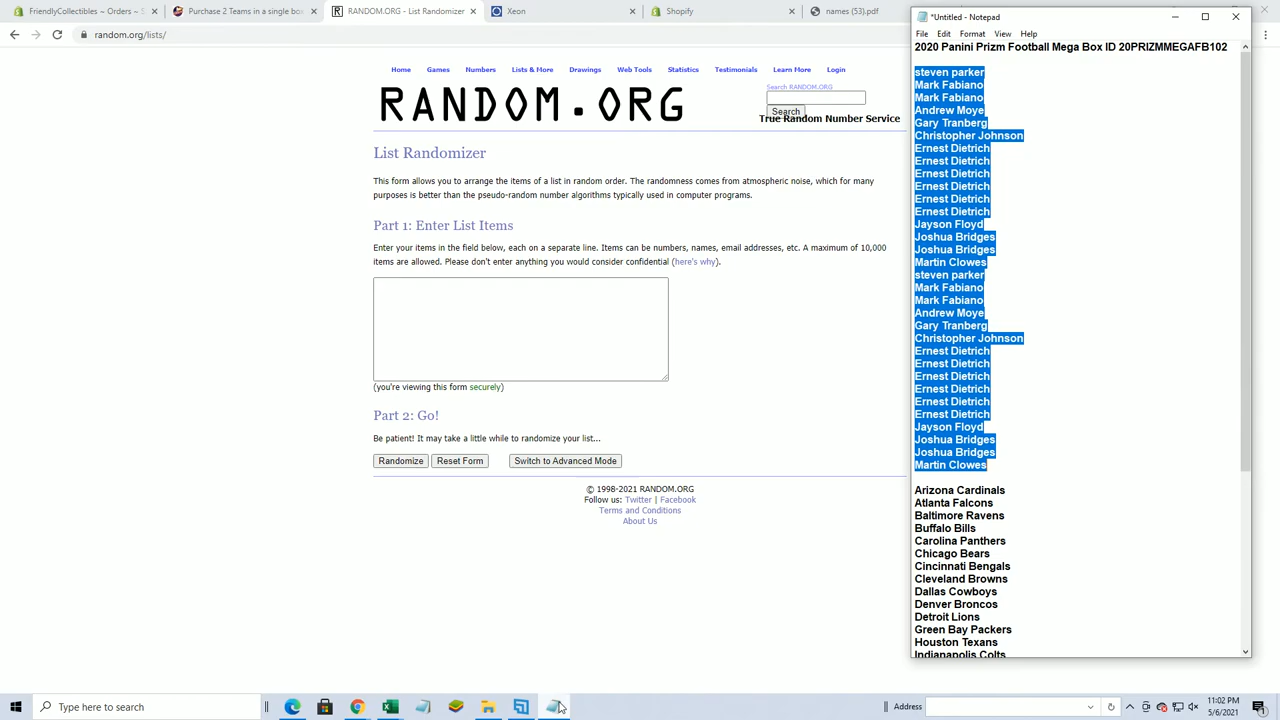 FriendlyCollectibles ~ Orders ~ S
Purchase 2 Teams in a single box
RANDOM.ORG - List Randomizer
Xeon
Shopify
names (53).pdf
random.org/lists/
Home Games Numbers Lists & More Drawings Web Tools Statistics Testimonials Learn More Login
RANDOM.ORG
Search RANDOM.ORG
Search
True Random Number Service
List Randomizer
This form allows you to arrange the items of a list in random order. The randomness comes from atmospheric noise, which for many
purposes is better than the pseudo-random number algorithms typically used in computer programs.
Part 1: Enter List Items
Enter your items in the field below, each on a separate line. Items can be numbers, names, email addresses, etc. A maximum of 10,000
items are allowed. Please don't enter anything you would consider confidential (here's why).
(you're viewing this form securely)
Part 2: Go!
Be patient! It may take a little while to randomize your list...
Randomize Reset Form Switch to Advanced Mode
© 1998-2021 RANDOM.ORG
Follow us: Twitter | Facebook
Terms and Conditions
About Us
*Untitled - Notepad
File Edit Format View Help
2020 Panini Prizm Football Mega Box ID 20PRIZMMEGAFB102
steven parker
Mark Fabiano
Mark Fabiano
Andrew Moye
Gary Tranberg
Christopher Johnson
Ernest Dietrich
Ernest Dietrich
Ernest Dietrich
Ernest Dietrich
Ernest Dietrich
Ernest Dietrich
Jayson Floyd
Joshua Bridges
Joshua Bridges
Martin Clowes
steven parker
Mark Fabiano
Mark Fabiano
Andrew Moye
Gary Tranberg
Christopher Johnson
Ernest Dietrich
Ernest Dietrich
Ernest Dietrich
Ernest Dietrich
Ernest Dietrich
Ernest Dietrich
Jayson Floyd
Joshua Bridges
Joshua Bridges
Martin Clowes
Arizona Cardinals
Atlanta Falcons
Baltimore Ravens
Buffalo Bills
Carolina Panthers
Chicago Bears
Cincinnati Bengals
Cleveland Browns
Dallas Cowboys
Denver Broncos
Detroit Lions
Green Bay Packers
Houston Texans
Indianapolis Colts
Type here to search
Address
11:02 PM
5/6/2021